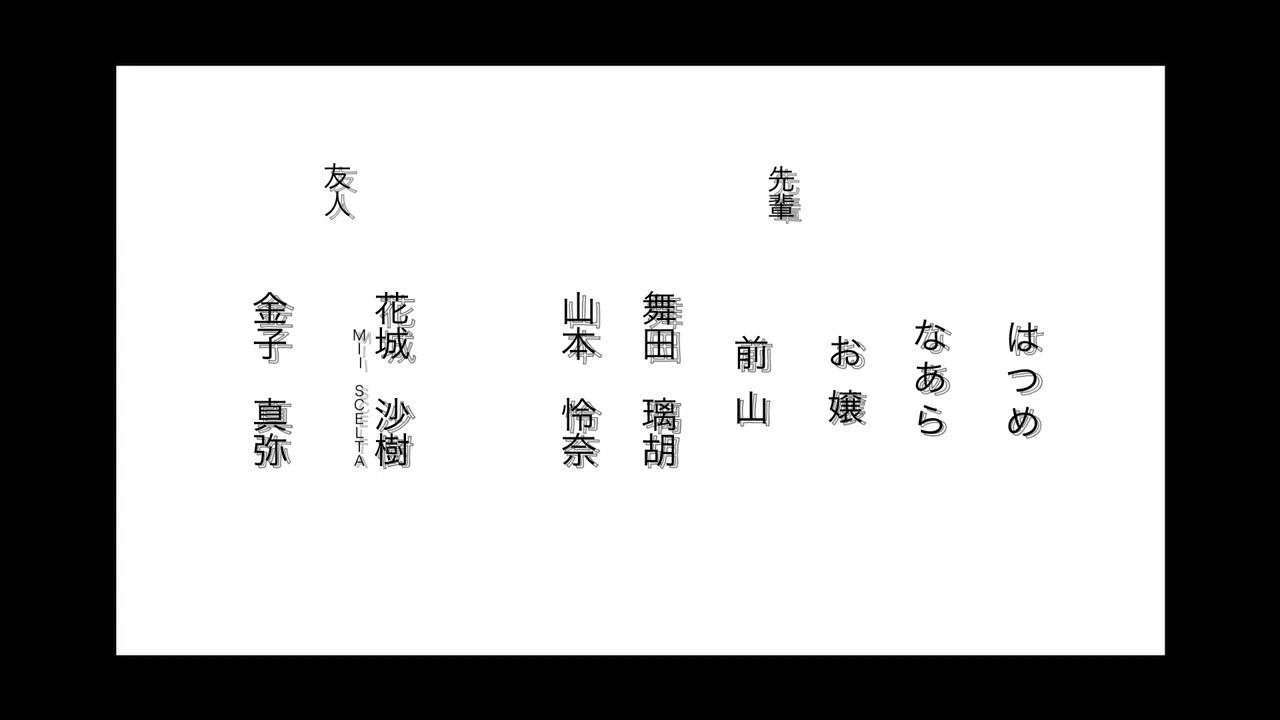 先輩
はつめ
なあら
お嬢
前山
舞田 璃胡
山本 怜奈
友人
花城 沙樹
MII SCELTA
金子 真弥